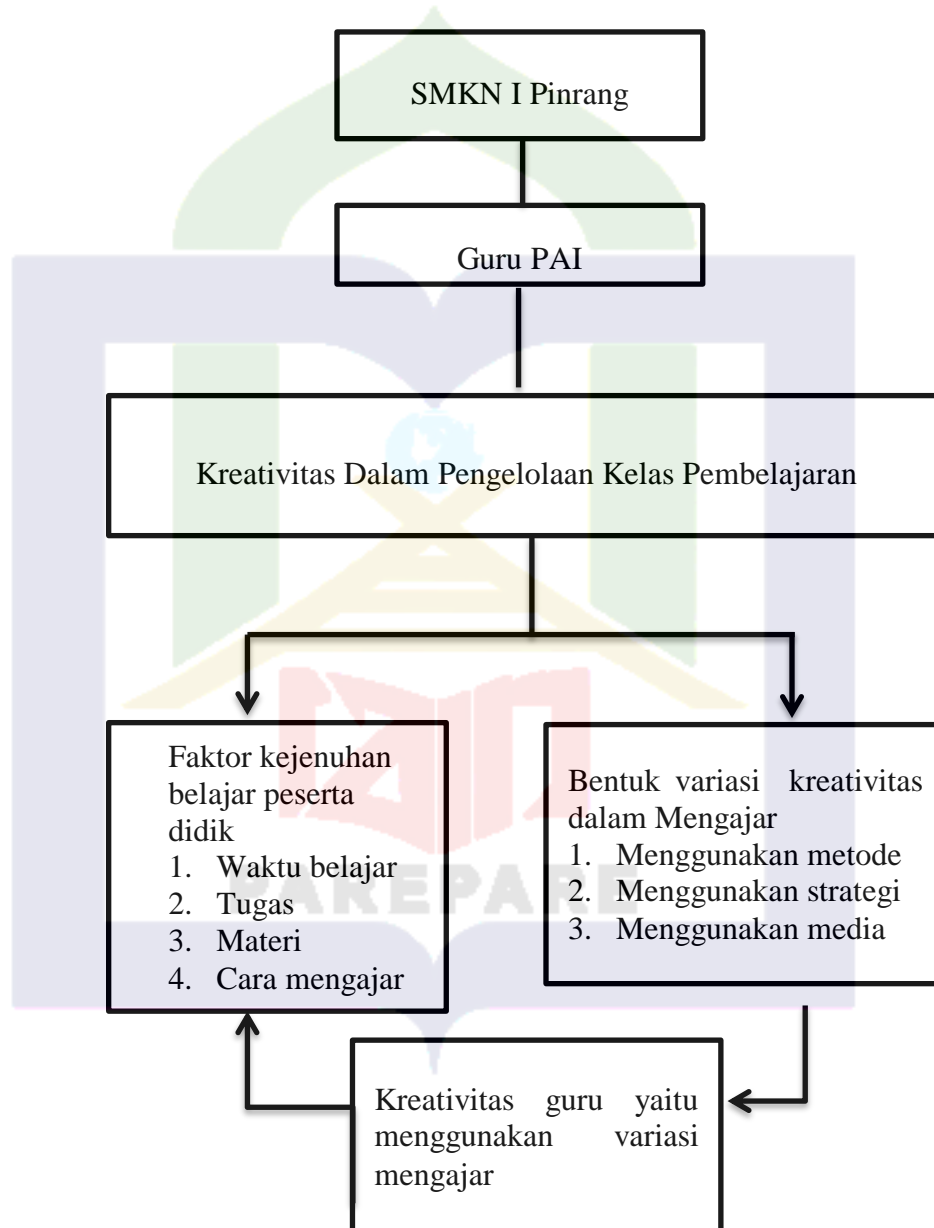 SMKN I Pinrang
Guru PAI
Kreativitas Dalam Pengelolaan Kelas Pembelajaran
Faktor kejenuhan
belajar peserta
didik
1. Waktu belajar
2. Tugas
3. Materi
4. Cara mengajar
Bentuk variasi kreativitas
dalam Mengajar
1. Menggunakan metode
2. Menggunakan strategi
3. Menggunakan media
PAREPARE
Kreativitas guru yaitu
menggunakan variasi
mengajar